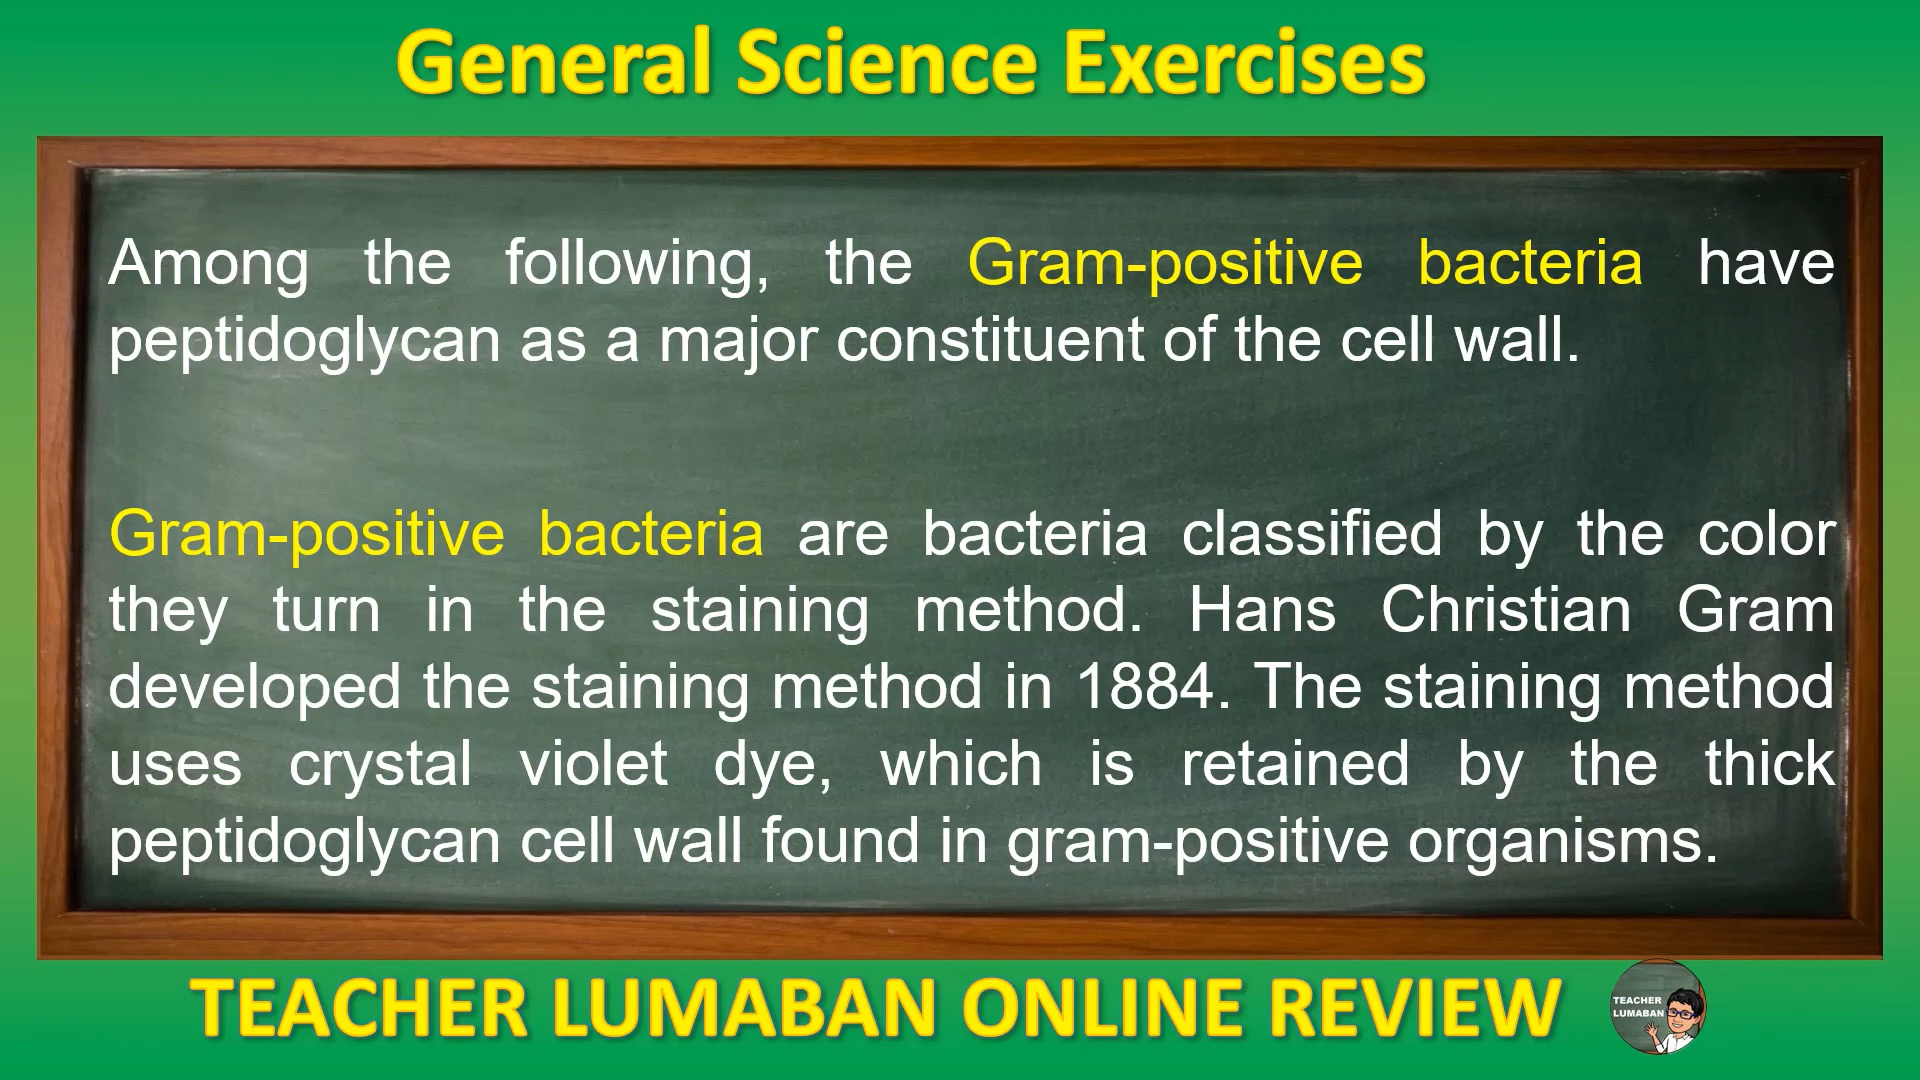 General Science Exercises
Among the following, the Gram-positive bacteria have
peptidoglycan as a major constituent of the cell wall.
Gram-positive bacteria are bacteria classified by the color
they turn in the staining method. Hans Christian Gram
developed the staining method in 1884. The staining method
uses crystal violet dye, which is retained by the thick
peptidoglycan cell wall found in gram-positive organisms.
TEACHER LUMABAN ONLINE REVIEW
TEACHER
LUMABAN